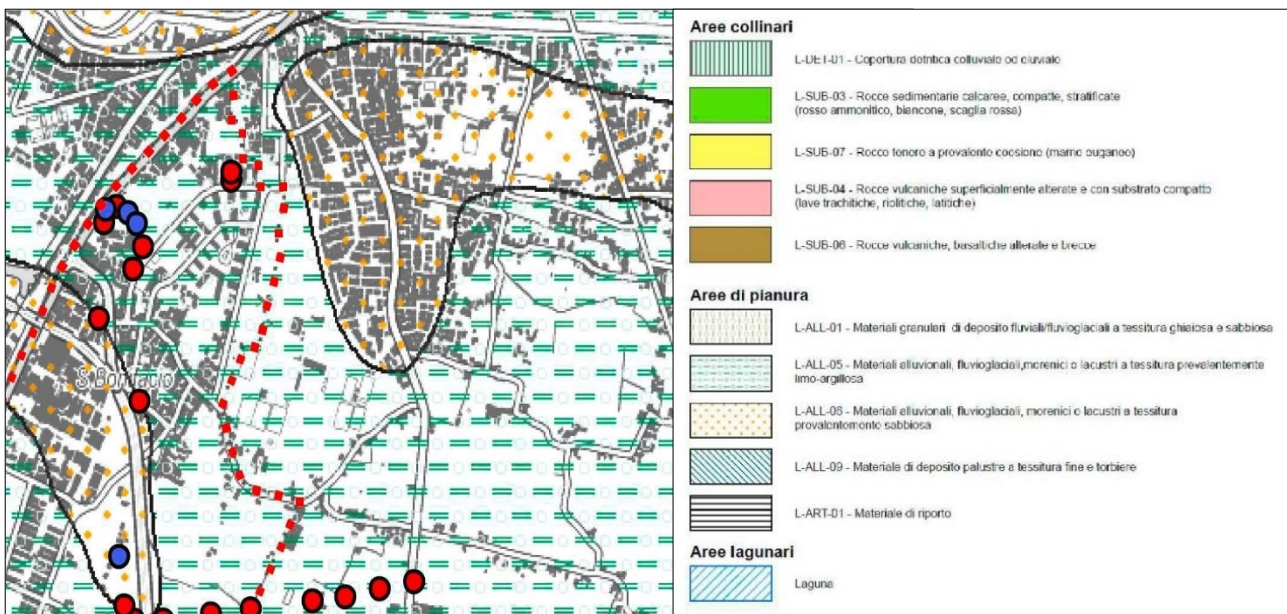 S. Bonifacio
Aree collinari
L-DET-01 - Copertura detritica colluviale ed eluviale
L-SUB-03 - Rocce sedimentarie calcaree, compatte, stratificate
(rosso ammonitico, biancone, scaglia rossa)
L-SUB-07 - Rocce tenere a prevalente coesione (marne euganee)
L-SUB-04 - Rocce vulcaniche superficialmente alterate e con substrato compatto
(lave trachitiche, riolitiche, latitiche)
L-SUB-06 - Rocce vulcaniche, basaltiche alterate e brecce
Aree di pianura
L-ALL-01 - Materiali granulari di deposito fluviali/fluvioglaciali a tessitura ghiaiosa e sabbiosa
L-ALL-05 - Materiali alluvionali, fluvioglaciali,morenici o lacustri a tessitura prevalentemente
limo-argillosa
L-ALL-06 - Materiali alluvionali, fluvioglaciali, morenici o lacustri a tessitura
prevalentemente sabbiosa
L-ALL-09 - Materiale di deposito palustre a tessitura fine e torbiere
L-ART-01 - Materiale di riporto
Aree lagunari
Laguna